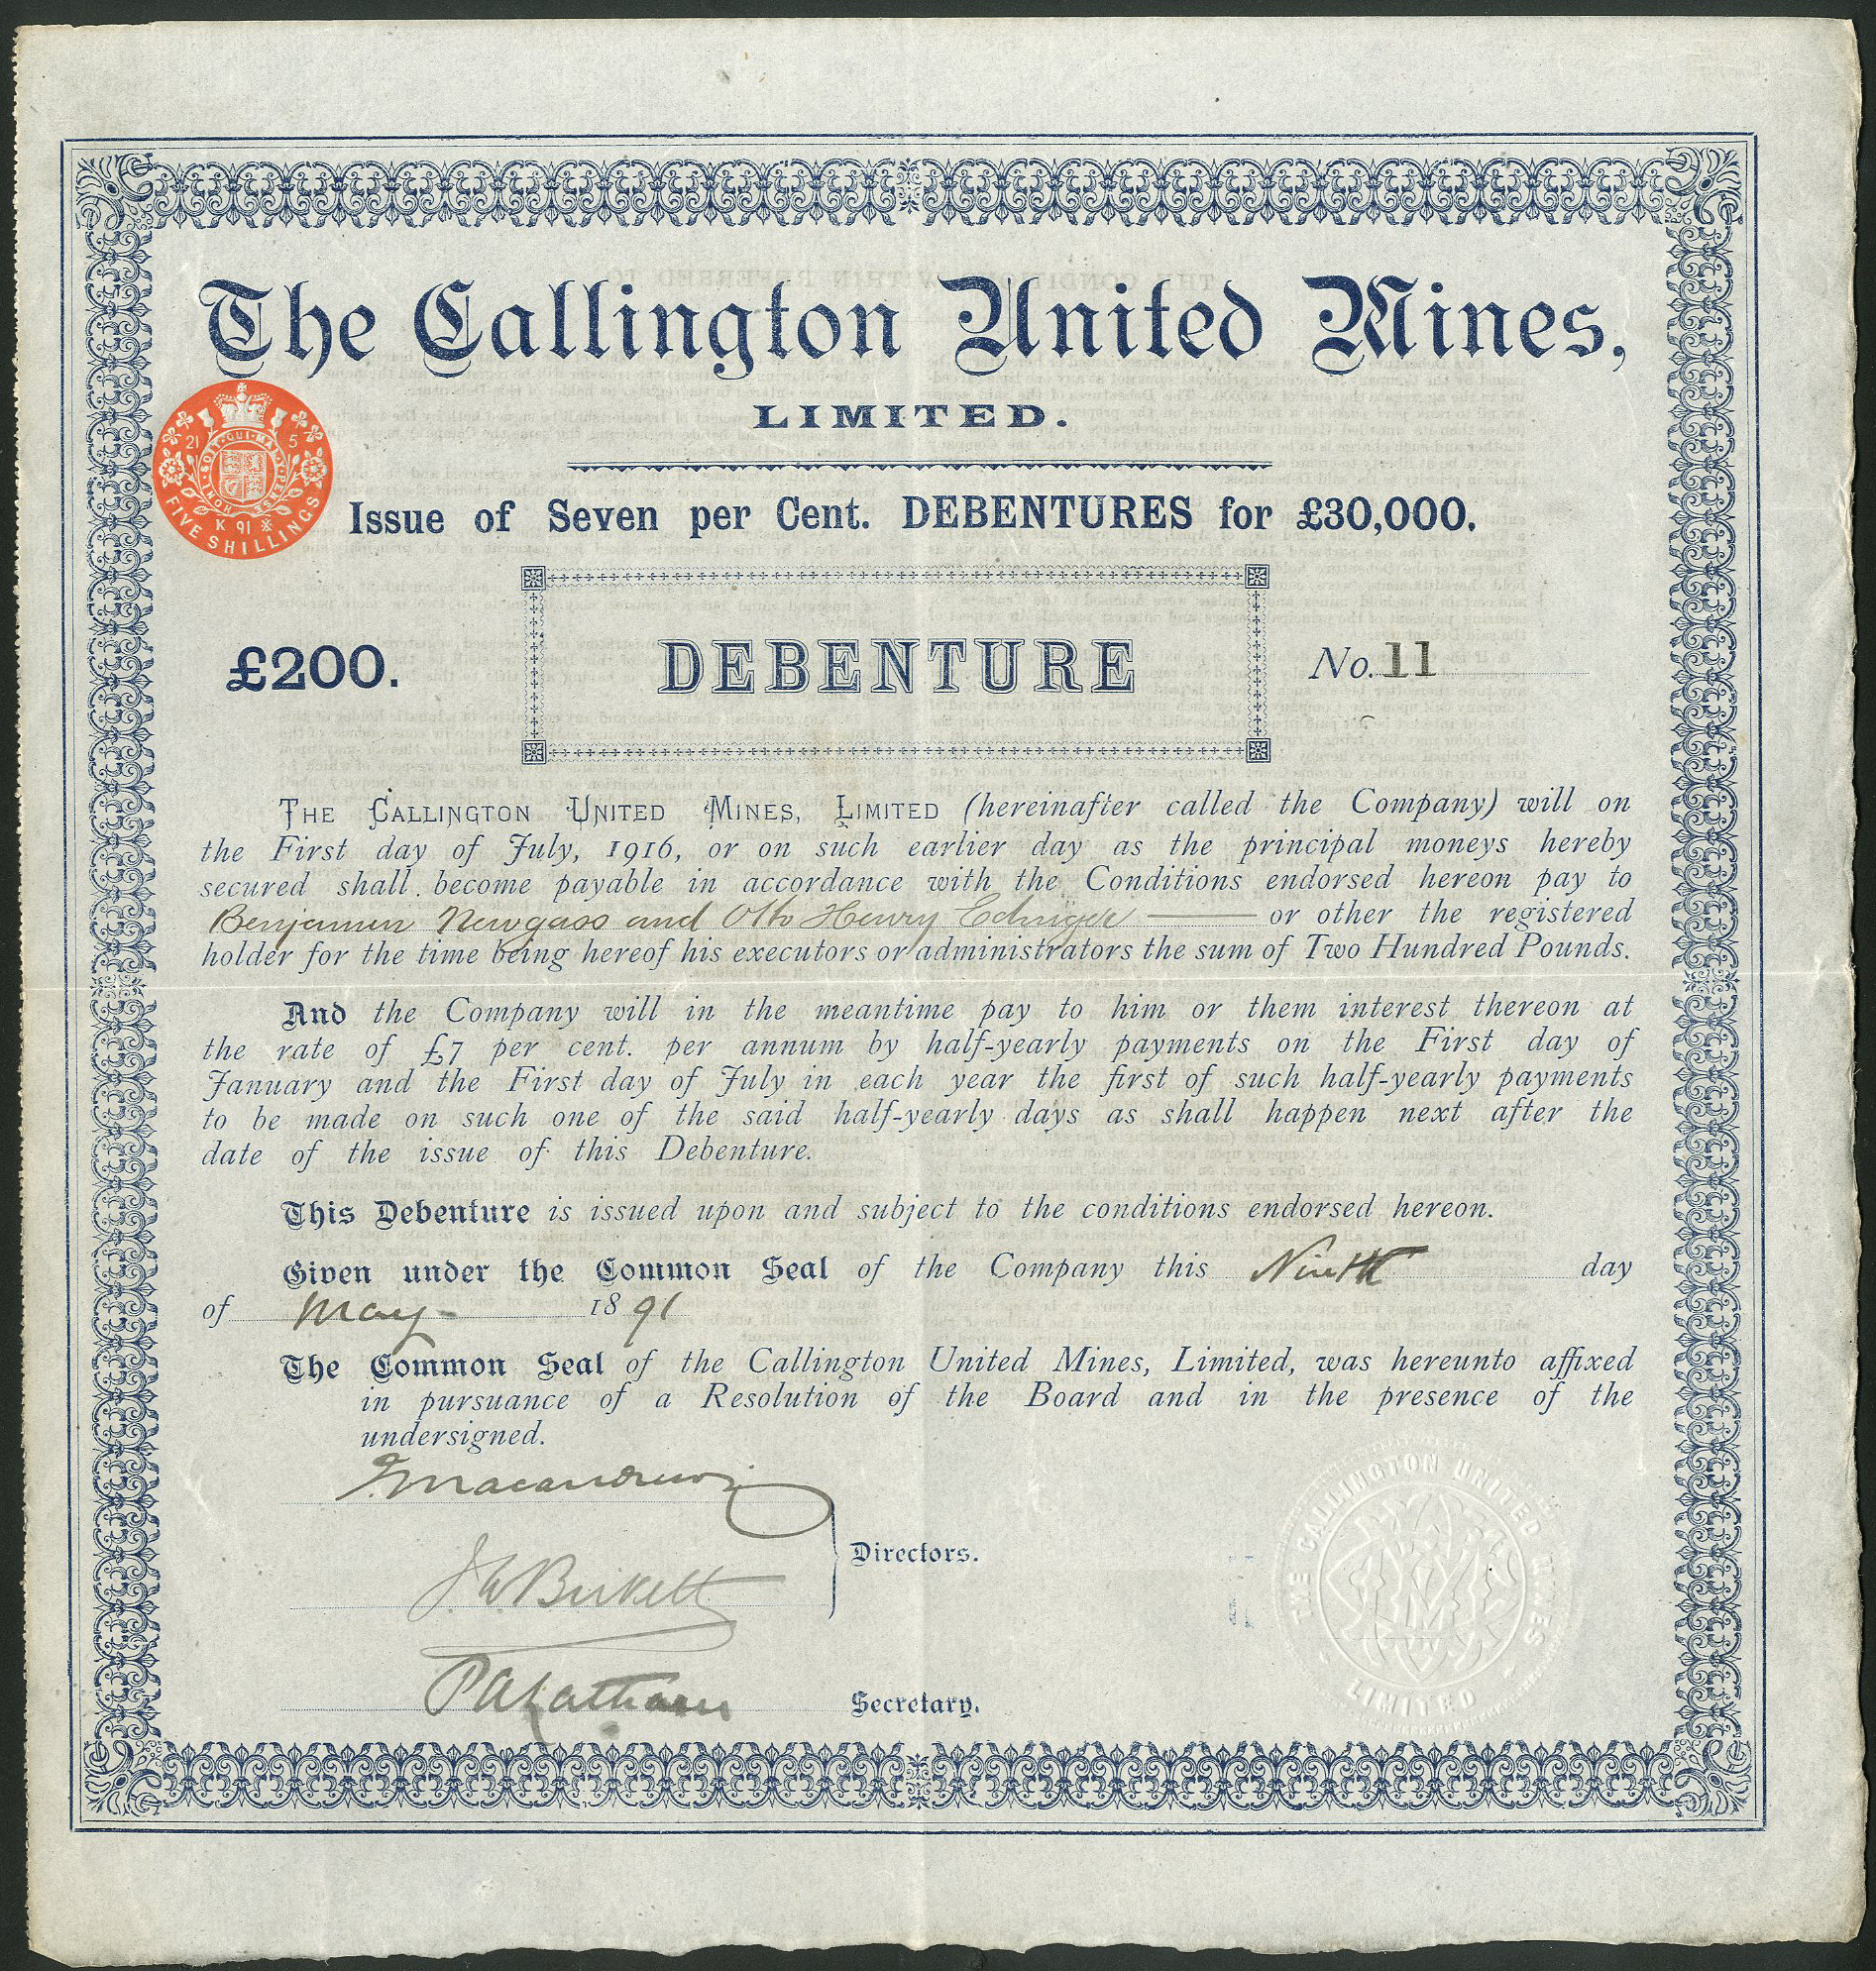 The Callington United Mines,
LIMITED.
21 5
HONI·SOIT·QUI·MAL·Y·PENSE
K 91
FIVE SHILLINGS
Issue of Seven per Cent. DEBENTURES for £30,000.
£200.
DEBENTURE
No. 11
THE CALLINGTON UNITED MINES, LIMITED (hereinafter called the Company) will on
the First day of July, 1916, or on such earlier day as the principal moneys hereby
secured shall become payable in accordance with the Conditions endorsed hereon pay to
Benjamin Newgass and Otto Henry or other the registered
holder for the time being hereof his executors or administrators the sum of Two Hundred Pounds.
And the Company will in the meantime pay to him or them interest thereon at
the rate of £7 per cent. per annum by half-yearly payments on the First day of
January and the First day of July in each year the first of such half-yearly payments
to be made on such one of the said half-yearly days as shall happen next after the
date of the issue of this Debenture.
This Debenture is issued upon and subject to the conditions endorsed hereon.
Given under the Common Seal of the Company this Ninth day
of May 1891
The Common Seal of the Callington United Mines, Limited, was hereunto affixed
in pursuance of a Resolution of the Board and in the presence of the
undersigned.
J. W. Birkett
Directors.
P A Latham
Secretary.
THE CALLINGTON UNITED MINES
LIMITED